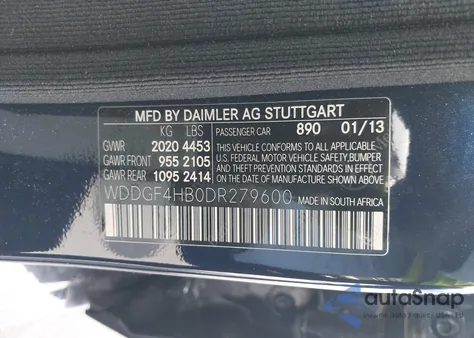 MFD BY DAIMLER AG STUTTGART
KG LBS PASSENGER CAR 890 01/13
GVWR 2020 4453 THIS VEHICLE CONFORMS TO ALL APPLICABLE
GAWR FRONT 955 2105 U.S. FEDERAL MOTOR VEHICLE SAFETY,BUMPER
GAWR REAR 1095 2414 AND THEFT PREVENTION STANDARDS IN EFFECT ON THE DATE OF MANUFACTURE SHOWN ABOVE.
WDDGF4HB0DR279600 MADE IN SOUTH AFRICA
autoSnap